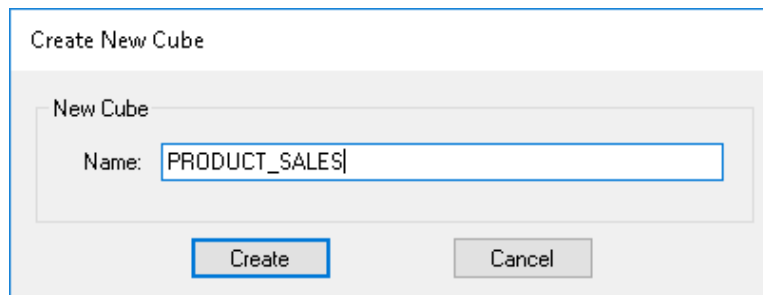 Create New Cube
New Cube
Name: PRODUCT_SALES
Create Cancel